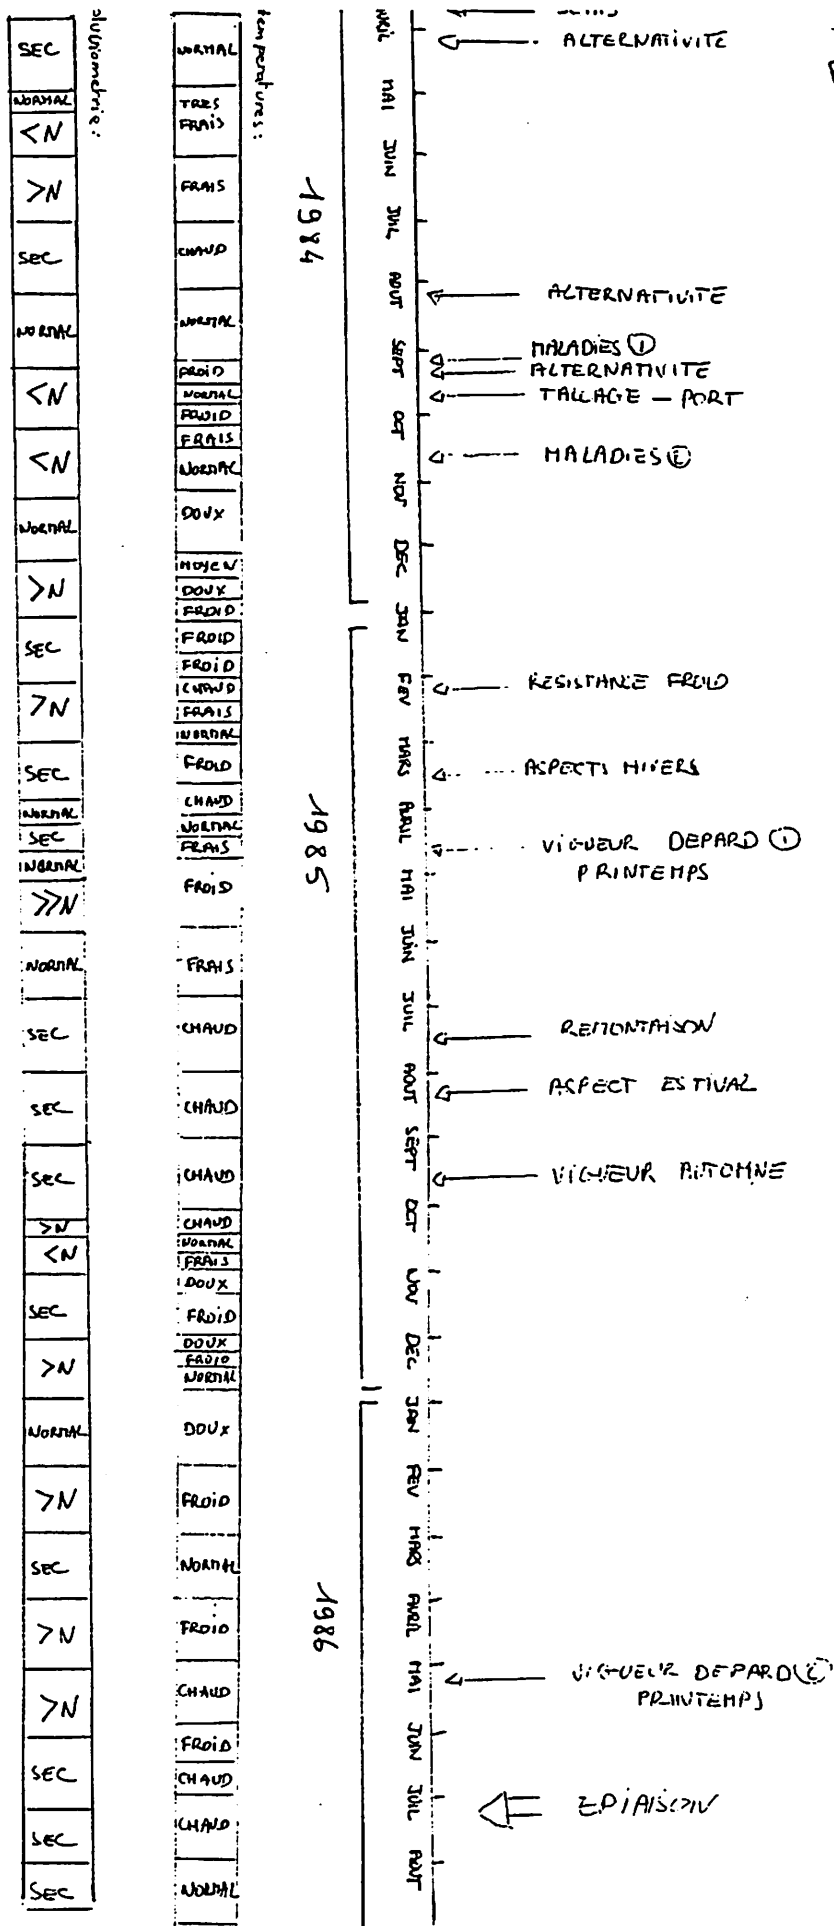 pluviometrie:
SEC
NORMAL
<N
>N
SEC
NORMAL
<N
<N
NORMAL
>N
SEC
>N
SEC
NORMAL
SEC
NORMAL
>>N
NORMAL
SEC
SEC
SEC
>N
<N
SEC
>N
NORMAL
>N
SEC
>N
>N
SEC
SEC
SEC
temperatures:
NORMAL
TRES
FRAIS
FRAIS
CHAUD
NORMAL
FROID
NORMAL
FROID
FRAIS
NORMAL
DOUX
MOYEN
DOUX
FROID
FROID
FROID
CHAUD
FRAIS
NORMAL
FROID
CHAUD
NORMAL
FRAIS
FROID
FRAIS
CHAUD
CHAUD
CHAUD
CHAUD
NORMAL
FRAIS
DOUX
FROID
DOUX
FROID
NORMAL
DOUX
FROID
NORMAL
FROID
CHAUD
FROID
CHAUD
CHAUD
NORMAL
1984
1985
1986
AVRIL
MAI
JUIN
JUIL
AOUT
SEPT
OCT
NOV
DEC
JAN
FEV
MARS
AVRIL
MAI
JUIN
JUIL
AOUT
SEPT
OCT
NOV
DEC
JAN
FEV
MARS
AVRIL
MAI
JUIN
JUIL
AOUT
ALTERNATIVITE
ALTERNATIVITE
MALADIES ①
ALTERNATIVITE
TALLAGE — PORT
MALADIES ②
RESISTANCE FROID
ASPECTS HIVERS
VIGUEUR DEPARD ①
PRINTEMPS
REMONTAISON
ASPECT ESTIVAL
VIGUEUR AUTOMNE
VIGUEUR DEPARD ②
PRINTEMPS
EPIAISON